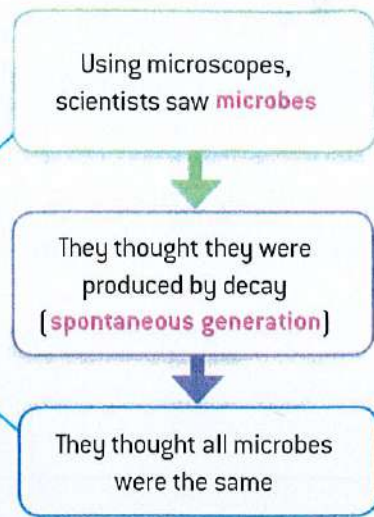 Using microscopes,
scientists saw microbes
They thought they were
produced by decay
(spontaneous generation)
They thought all microbes
were the same